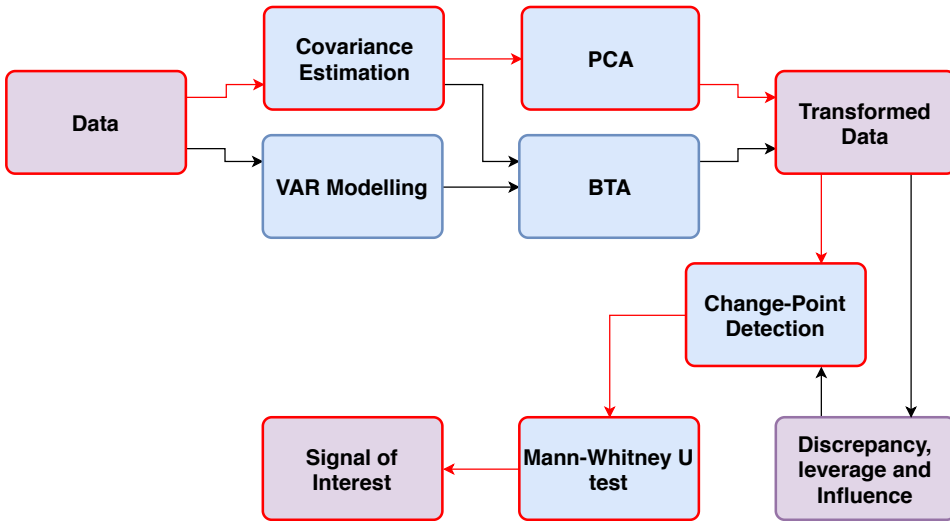 Covariance
Estimation
PCA
Data
Transformed
Data
VAR Modelling
BTA
Change-Point
Detection
Signal of
Interest
Mann-Whitney U
test
Discrepancy,
leverage and
Influence